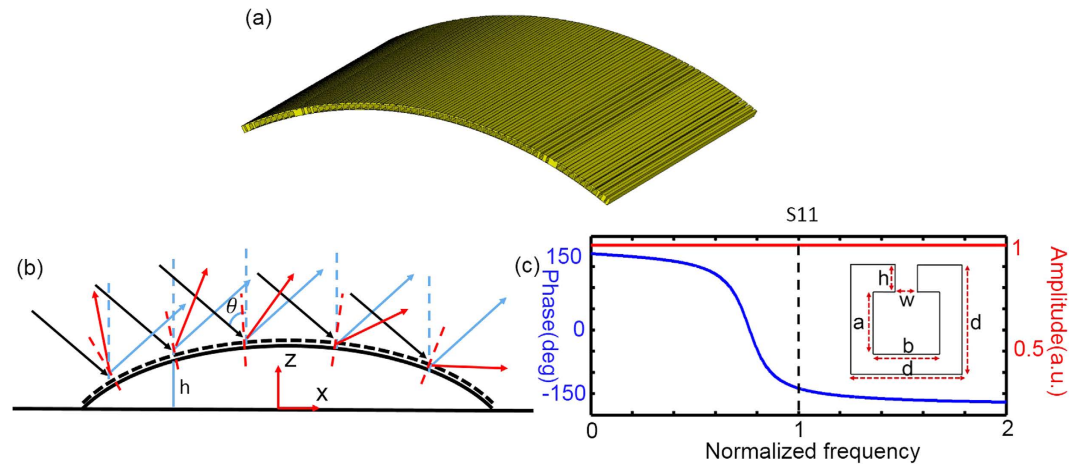 (a)
(b)
θ
z
h
x
(c)
S11
150
0
-150
Phase(deg)
h
w
a
b
d
d
1
0.5
Amplitude(a.u.)
0
1
2
Normalized frequency